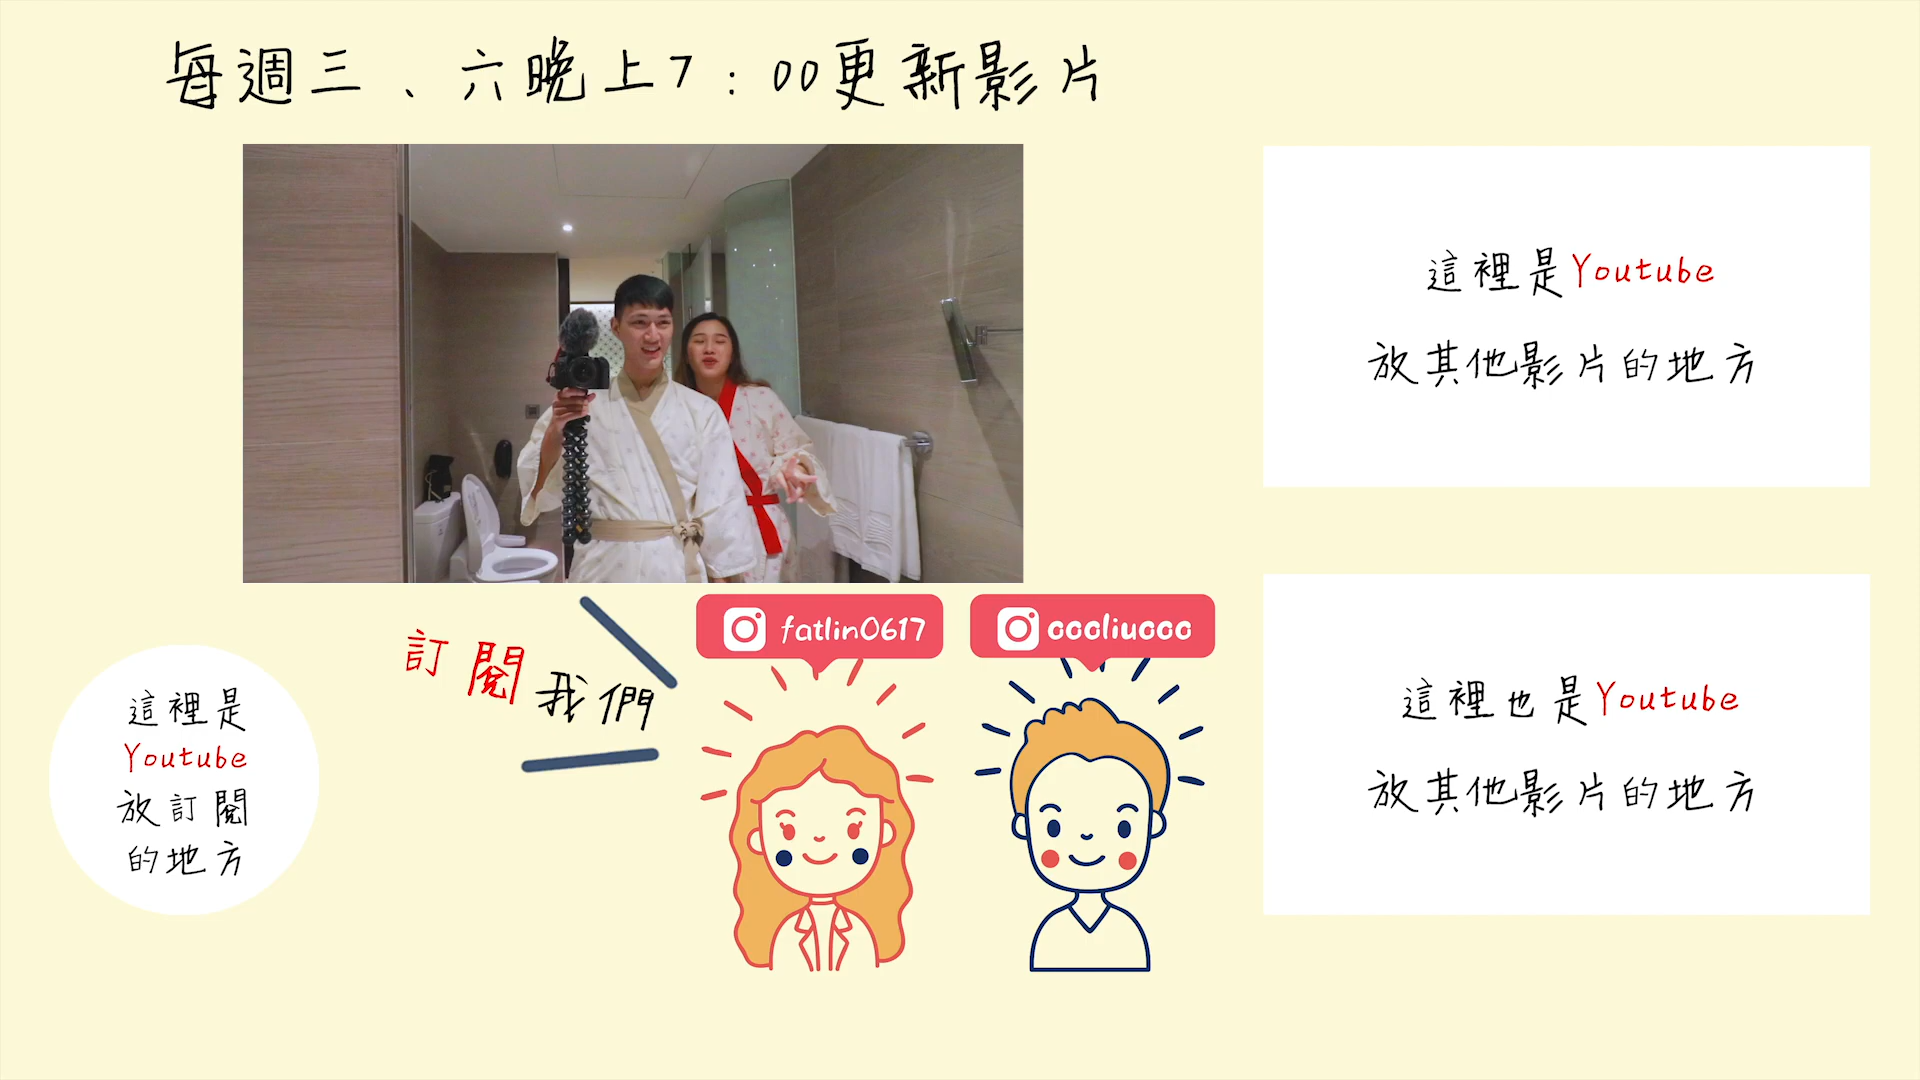 每週三、六晚上7:00更新影片
這裡是Youtube
放其他影片的地方
fatlin0617
cooliuooo
訂閱我們
這裡是
Youtube
放訂閱
的地方
這裡也是Youtube
放其他影片的地方